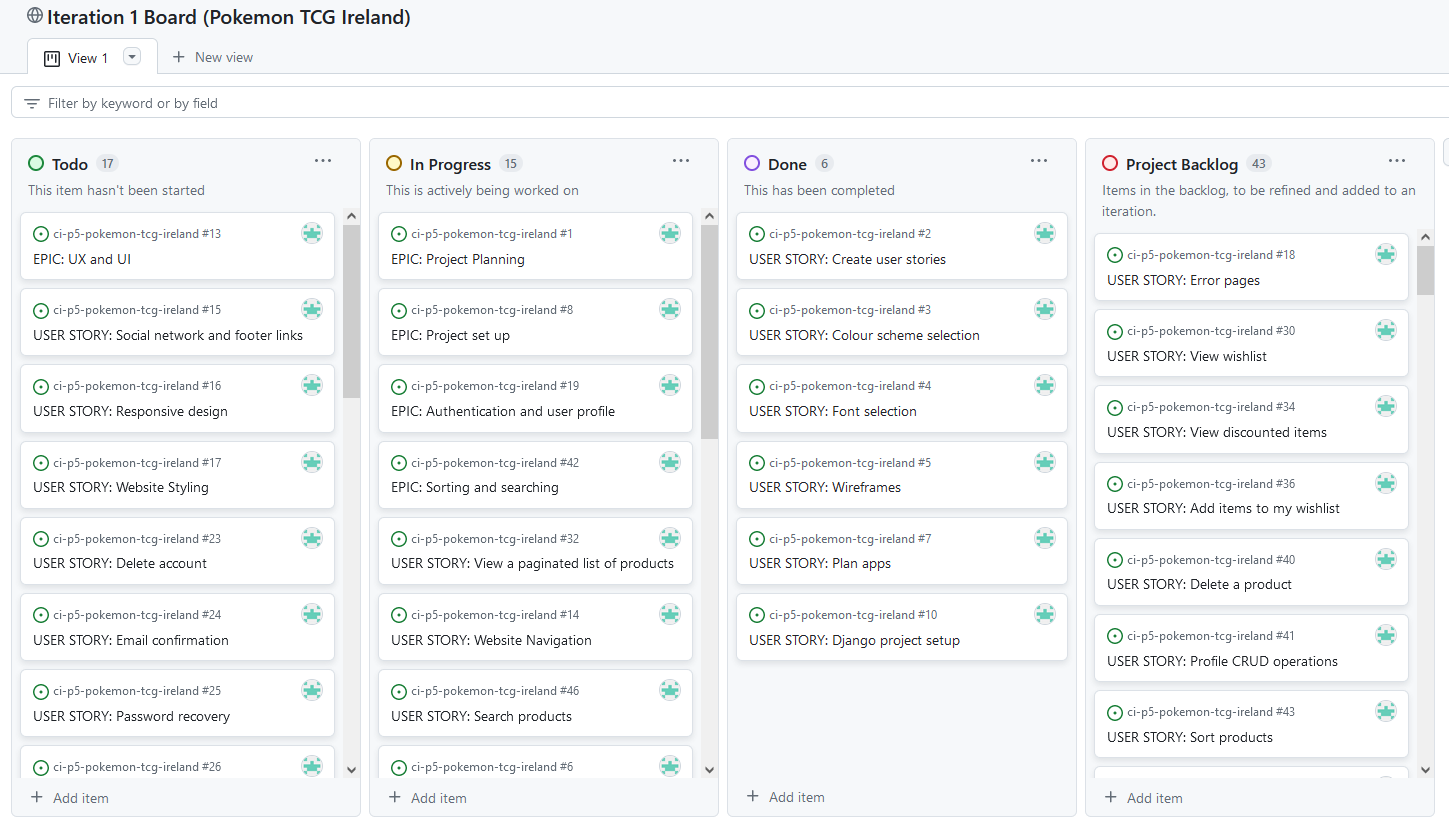 Iteration 1 Board (Pokemon TCG Ireland)
View 1
New view
Filter by keyword or by field
Todo 17
This item hasn't been started
ci-p5-pokemon-tcg-ireland #13
EPIC: UX and UI
ci-p5-pokemon-tcg-ireland #15
USER STORY: Social network and footer links
ci-p5-pokemon-tcg-ireland #16
USER STORY: Responsive design
ci-p5-pokemon-tcg-ireland #17
USER STORY: Website Styling
ci-p5-pokemon-tcg-ireland #23
USER STORY: Delete account
ci-p5-pokemon-tcg-ireland #24
USER STORY: Email confirmation
ci-p5-pokemon-tcg-ireland #25
USER STORY: Password recovery
ci-p5-pokemon-tcg-ireland #26
Add item
In Progress 15
This is actively being worked on
ci-p5-pokemon-tcg-ireland #1
EPIC: Project Planning
ci-p5-pokemon-tcg-ireland #8
EPIC: Project set up
ci-p5-pokemon-tcg-ireland #19
EPIC: Authentication and user profile
ci-p5-pokemon-tcg-ireland #42
EPIC: Sorting and searching
ci-p5-pokemon-tcg-ireland #32
USER STORY: View a paginated list of products
ci-p5-pokemon-tcg-ireland #14
USER STORY: Website Navigation
ci-p5-pokemon-tcg-ireland #46
USER STORY: Search products
ci-p5-pokemon-tcg-ireland #6
Add item
Done 6
This has been completed
ci-p5-pokemon-tcg-ireland #2
USER STORY: Create user stories
ci-p5-pokemon-tcg-ireland #3
USER STORY: Colour scheme selection
ci-p5-pokemon-tcg-ireland #4
USER STORY: Font selection
ci-p5-pokemon-tcg-ireland #5
USER STORY: Wireframes
ci-p5-pokemon-tcg-ireland #7
USER STORY: Plan apps
ci-p5-pokemon-tcg-ireland #10
USER STORY: Django project setup
Add item
Project Backlog 43
Items in the backlog, to be refined and added to an
iteration.
ci-p5-pokemon-tcg-ireland #18
USER STORY: Error pages
ci-p5-pokemon-tcg-ireland #30
USER STORY: View wishlist
ci-p5-pokemon-tcg-ireland #34
USER STORY: View discounted items
ci-p5-pokemon-tcg-ireland #36
USER STORY: Add items to my wishlist
ci-p5-pokemon-tcg-ireland #40
USER STORY: Delete a product
ci-p5-pokemon-tcg-ireland #41
USER STORY: Profile CRUD operations
ci-p5-pokemon-tcg-ireland #43
USER STORY: Sort products
Add item